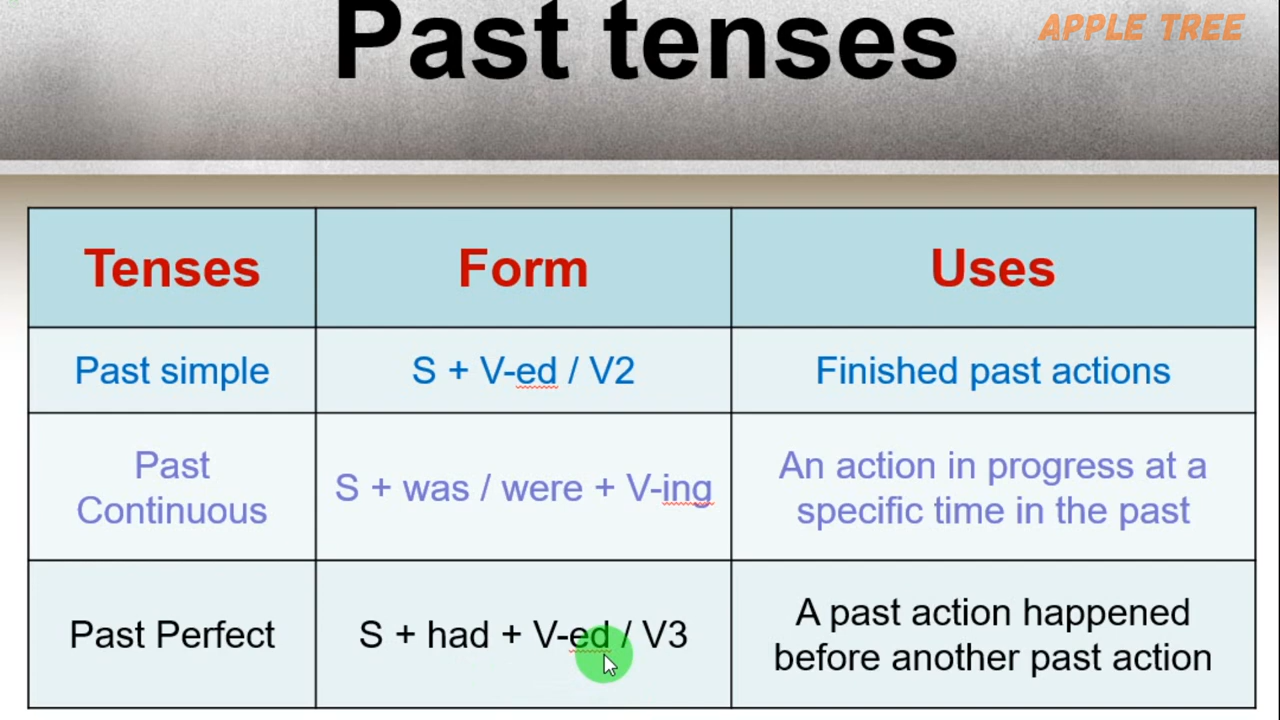 Past tenses
APPLE TREE
Tenses
Form
Uses
Past simple
S + V-ed / V2
Finished past actions
Past
Continuous
S + was / were + V-ing
An action in progress at a
specific time in the past
Past Perfect
S + had + V-ed / V3
A past action happened
before another past action